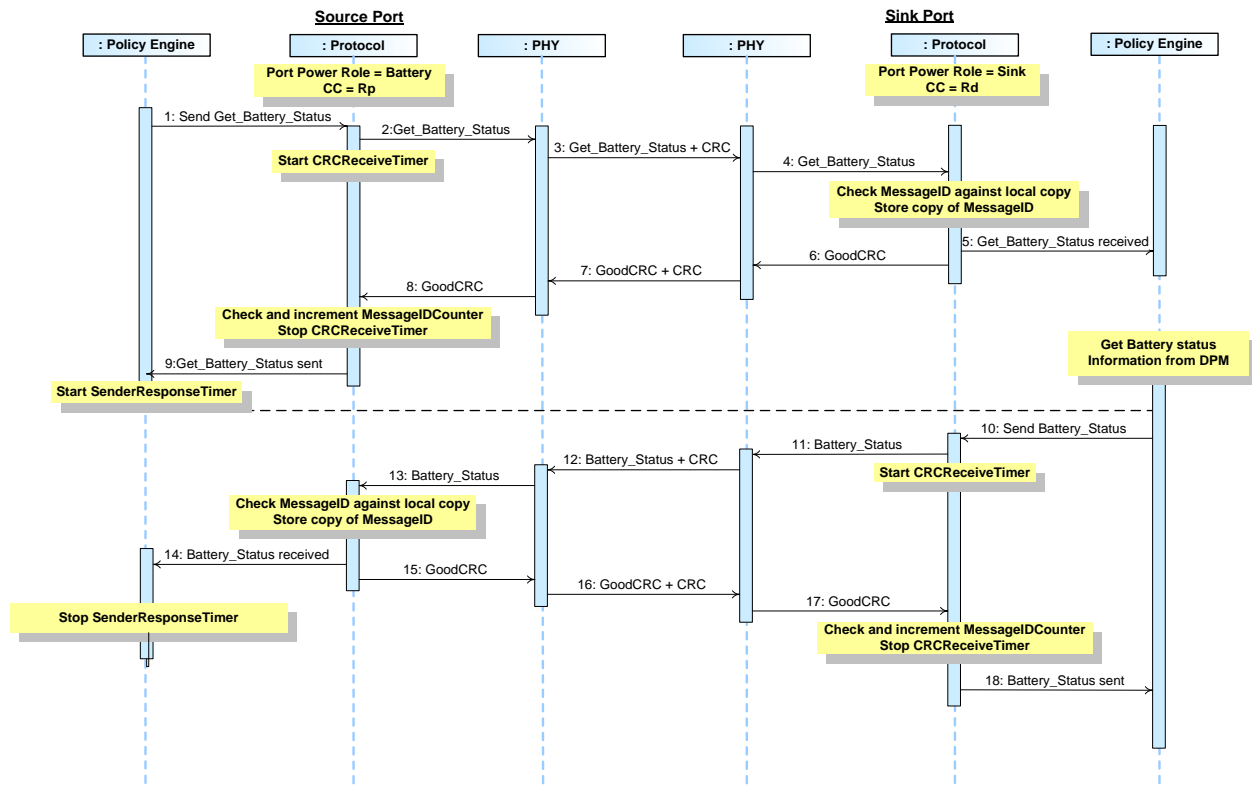 Source Port
Sink Port
: Policy Engine
: Protocol
: PHY
: PHY
: Protocol
: Policy Engine
Port Power Role = Battery
CC = Rp
Port Power Role = Sink
CC = Rd
1: Send Get_Battery_Status
2:Get_Battery_Status
Start CRCReceiveTimer
3: Get_Battery_Status + CRC
4: Get_Battery_Status
Check MessageID against local copy
Store copy of MessageID
5: Get_Battery_Status received
6: GoodCRC
7: GoodCRC + CRC
8: GoodCRC
Check and increment MessageIDCounter
Stop CRCReceiveTimer
Get Battery status
Information from DPM
9:Get_Battery_Status sent
Start SenderResponseTimer
10: Send Battery_Status
11: Battery_Status
Start CRCReceiveTimer
12: Battery_Status + CRC
13: Battery_Status
Check MessageID against local copy
Store copy of MessageID
14: Battery_Status received
15: GoodCRC
16: GoodCRC + CRC
17: GoodCRC
Stop SenderResponseTimer
Check and increment MessageIDCounter
Stop CRCReceiveTimer
18: Battery_Status sent